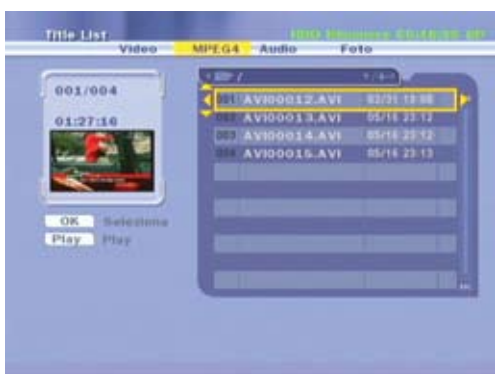 Title List
Video MPEG4 Audio Foto
001/004
01:27:16
001 AVI00012.AVI
002 AVI00013.AVI 05/16 23:12
003 AVI00014.AVI 05/16 23:12
004 AVI00015.AVI 05/16 23:13
OK Seleziona
Play Play